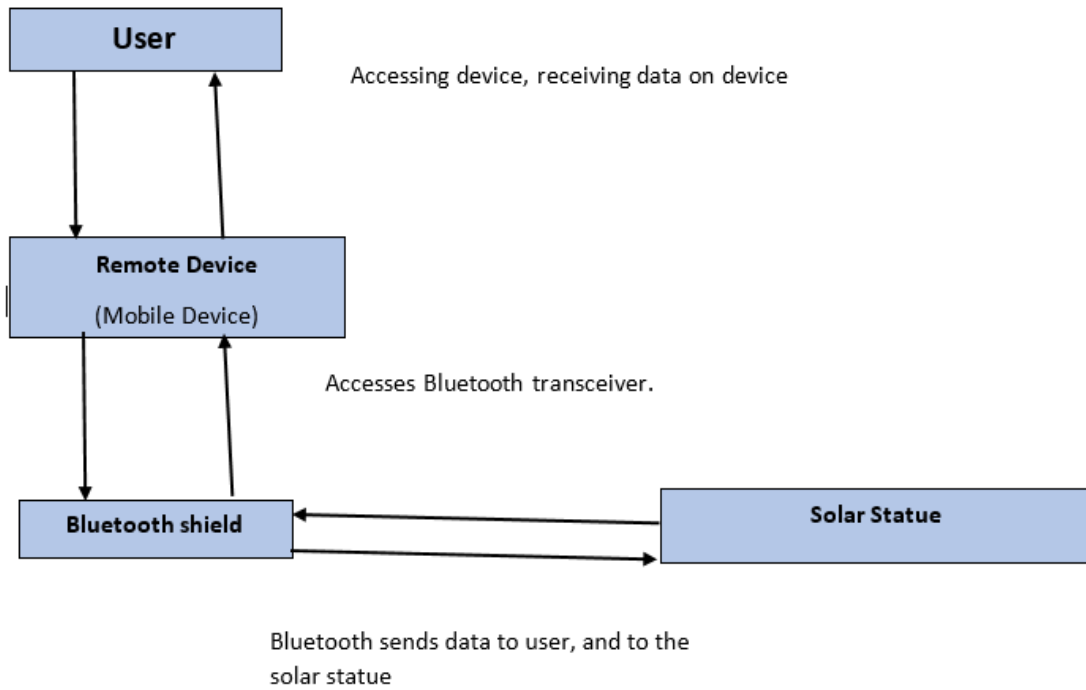 User
Accessing device, receiving data on device
Remote Device
(Mobile Device)
Accesses Bluetooth transceiver.
Bluetooth shield
Solar Statue
Bluetooth sends data to user, and to the
solar statue